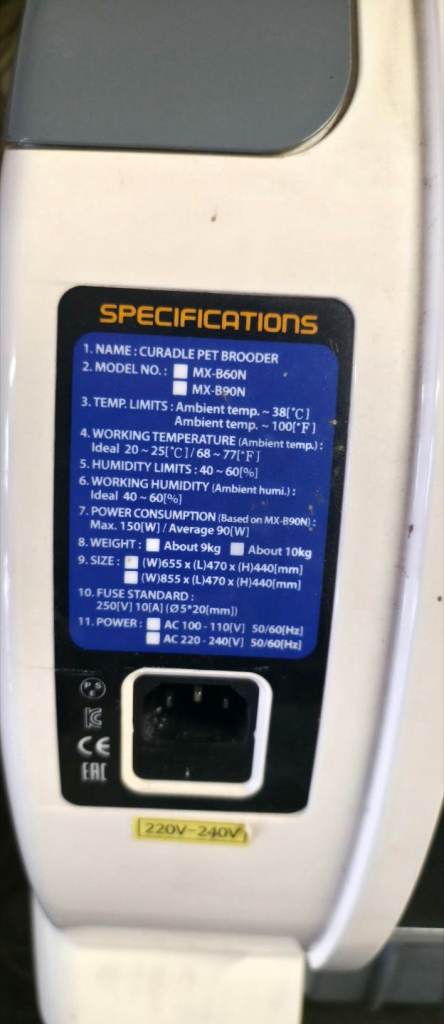 SPECIFICATIONS
1. NAME : CURADLE PET BROODER
2. MODEL NO. : MX-B60N
MX-B90N
3. TEMP. LIMITS : Ambient temp. ~ 38[°C]
Ambient temp. ~ 100[°F]
4. WORKING TEMPERATURE (Ambient temp.) :
Ideal 20 ~ 25[°C] / 68 ~ 77[°F]
5. HUMIDITY LIMITS : 40 ~ 60[%]
6. WORKING HUMIDITY (Ambient humi.) :
Ideal 40 ~ 60[%]
7. POWER CONSUMPTION (Based on MX-B90N) :
Max. 150[W] / Average 90[W]
8. WEIGHT : About 9kg About 10kg
9. SIZE : (W)655 x (L)470 x (H)440[mm]
(W)855 x (L)470 x (H)440[mm]
10. FUSE STANDARD :
250[V] 10[A] (Ø5*20[mm])
11. POWER : AC 100 - 110[V] 50/60[Hz]
AC 220 - 240[V] 50/60[Hz]
PSE
KC
CE
EAC
220V-240V